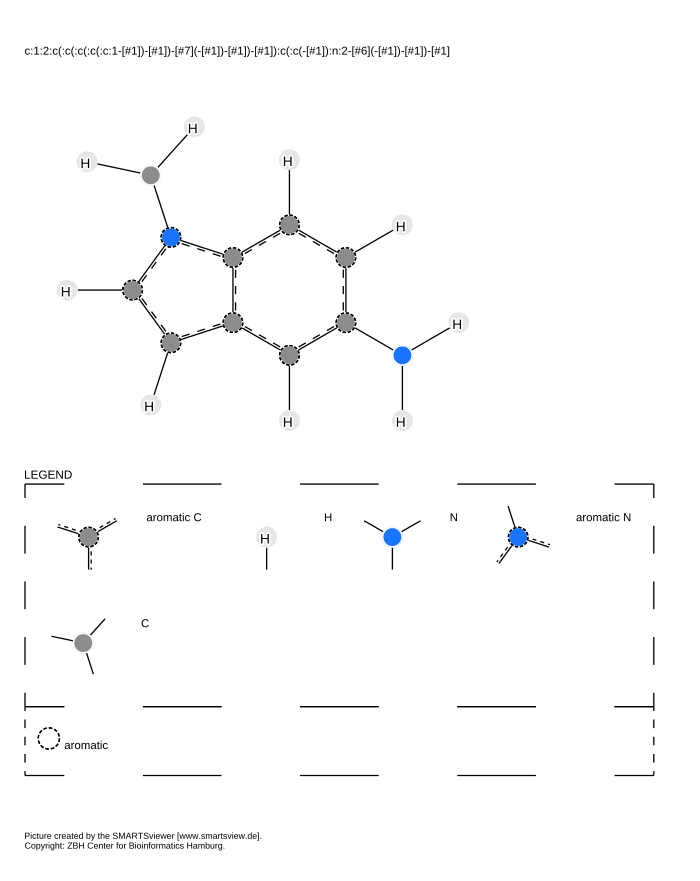 c:1:2:c(:c(:c(:c(:c:1-[#1])-[#1])-[#7](-[#1])-[#1])-[#1]):c(:c(-[#1]):n:2-[#6](-[#1])-[#1])-[#1]
H
H
H
H
H
H
H
H
H
LEGEND
aromatic C
H
H
N
aromatic N
C
aromatic
Picture created by the SMARTSviewer [www.smartsview.de].
Copyright: ZBH Center for Bioinformatics Hamburg.